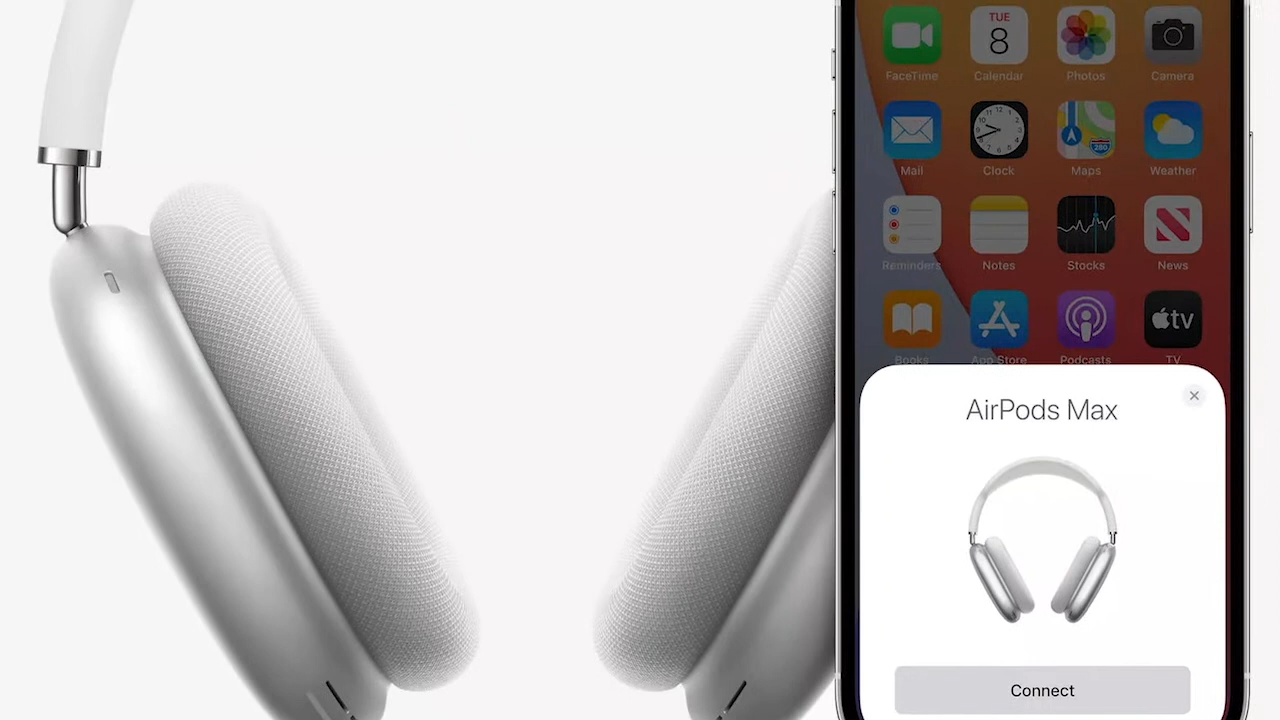 TUE
8
FaceTime
Calendar
Photos
Camera
280
Mail
Clock
Maps
Weather
Reminders
Notes
Stocks
News
tv
Books
App Store
Podcasts
TV
AirPods Max
Connect